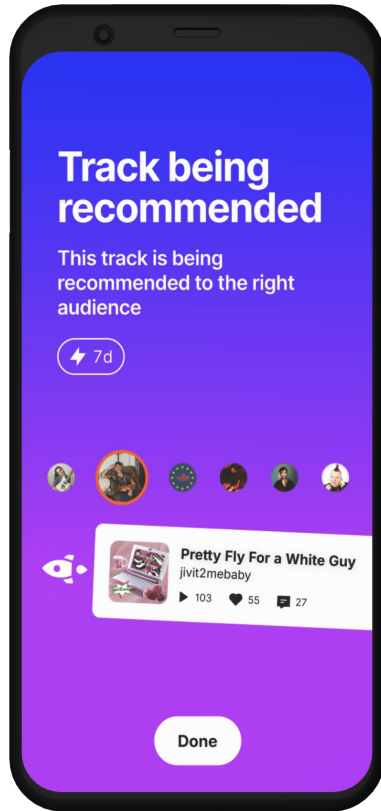 Track being
recommended
This track is being
recommended to the right
audience
7d
Pretty Fly For a White Guy
jivit2mebaby
103 55 27
Done